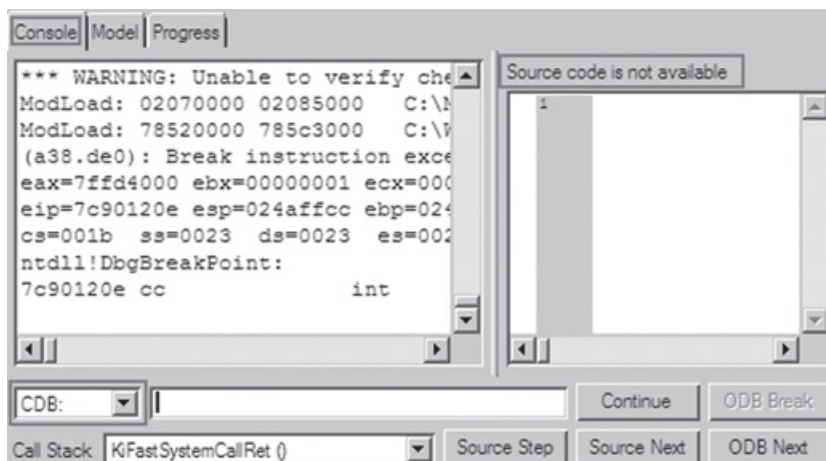 Console Model Progress
*** WARNING: Unable to verify che
ModLoad: 02070000 02085000 C:\
ModLoad: 78520000 785c3000 C:\
(a38.de0): Break instruction exce
eax=7ffd4000 ebx=00000001 ecx=000
eip=7c90120e esp=024affcc ebp=024
cs=001b ss=0023 ds=0023 es=002
ntdll!DbgBreakPoint:
7c90120e cc int
Source code is not available
1
CDB:
Continue
ODB Break
Call Stack KiFastSystemCallRet ()
Source Step
Source Next
ODB Next